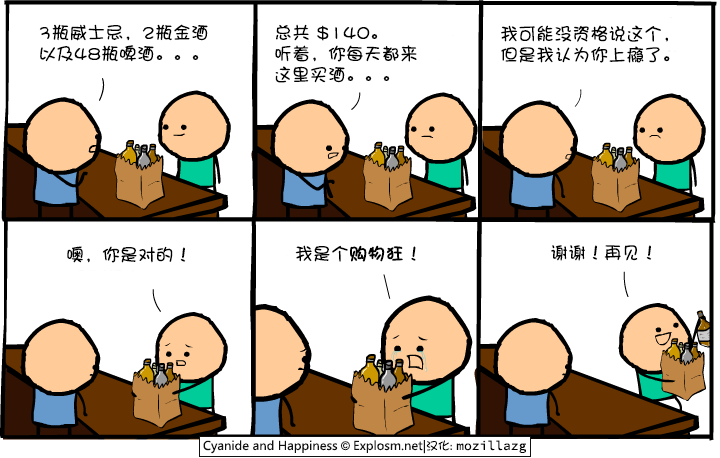 3瓶威士忌，2瓶金酒
以及48瓶啤酒。。。
总共 $140。
听着，你每天都来
这里买酒。。。
我可能没资格说这个，
但是我认为你上瘾了。
噢，你是对的！
我是个购物狂！
谢谢！再见！
Cyanide and Happiness © Explosm.net|汉化: mozillazg